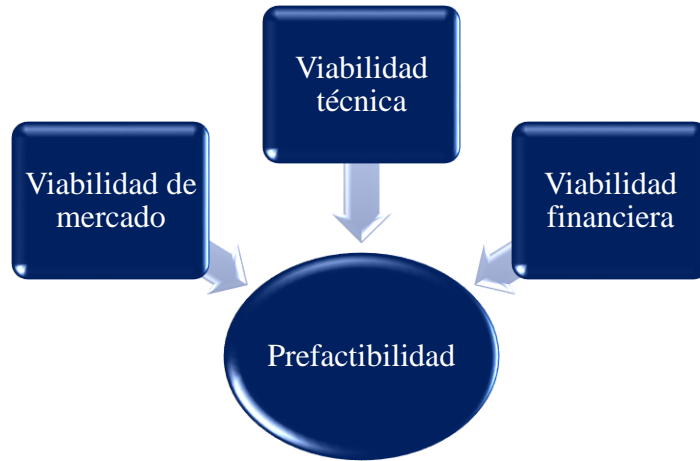 Viabilidad
técnica
Viabilidad de
mercado
Viabilidad
financiera
Prefactibilidad